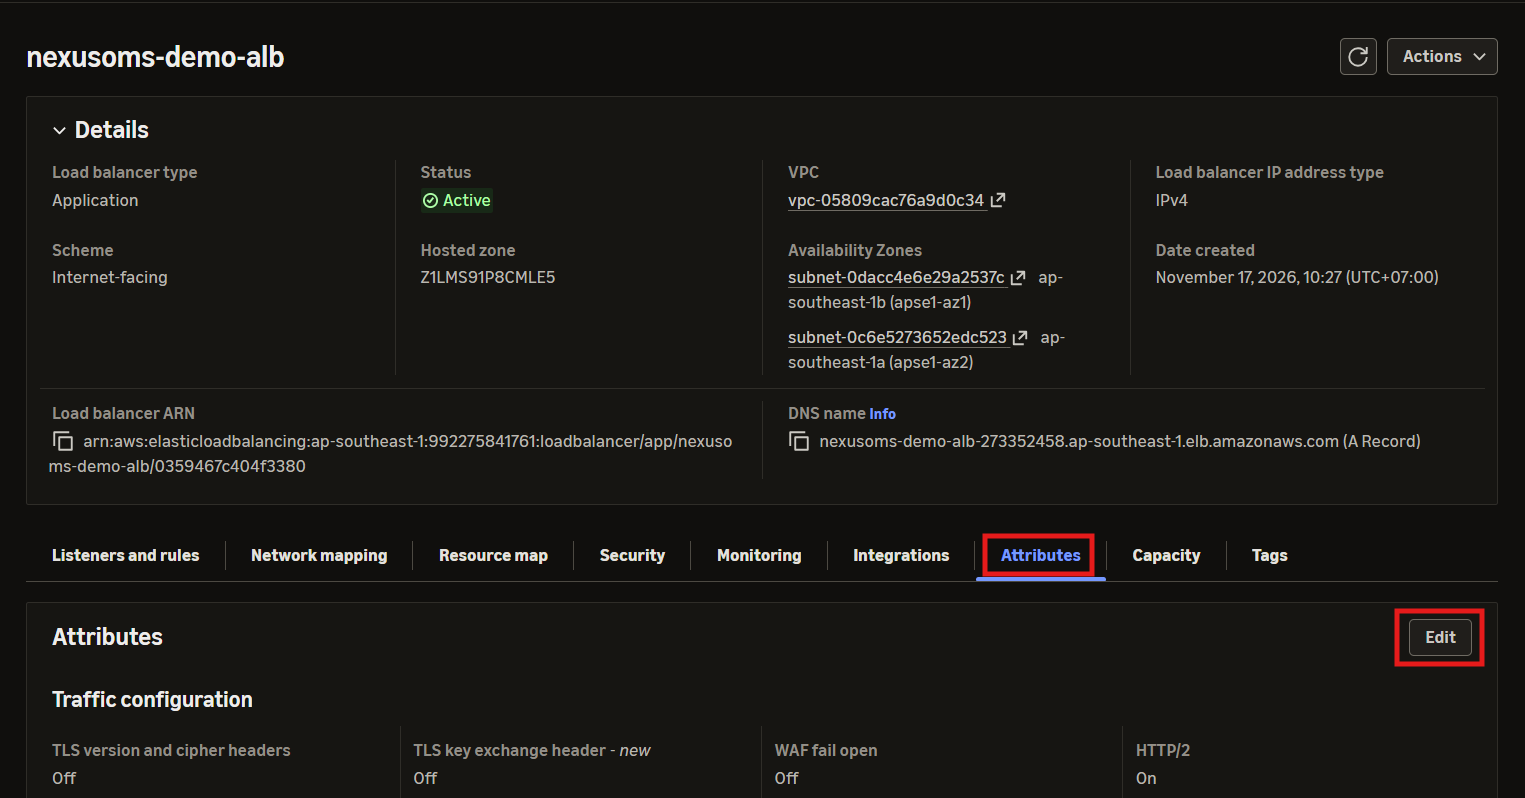 nexusoms-demo-alb
Actions
Details
Load balancer type
Application
Status
Active
VPC
vpc-05809cac76a9d0c34
Load balancer IP address type
IPv4
Scheme
Internet-facing
Hosted zone
Z1LMS91P8CMLE5
Availability Zones
subnet-0dacc4e6e29a2537c ap-
southeast-1b (apse1-az1)
subnet-0c6e5273652edc523 ap-
southeast-1a (apse1-az2)
Date created
November 17, 2026, 10:27 (UTC+07:00)
Load balancer ARN
arn:aws:elasticloadbalancing:ap-southeast-1:992275841761:loadbalancer/app/nexuso
ms-demo-alb/0359467c404f3380
DNS name Info
nexusoms-demo-alb-273352458.ap-southeast-1.elb.amazonaws.com (A Record)
Listeners and rules
Network mapping
Resource map
Security
Monitoring
Integrations
Attributes
Capacity
Tags
Attributes
Edit
Traffic configuration
TLS version and cipher headers
Off
TLS key exchange header - new
Off
WAF fail open
Off
HTTP/2
On